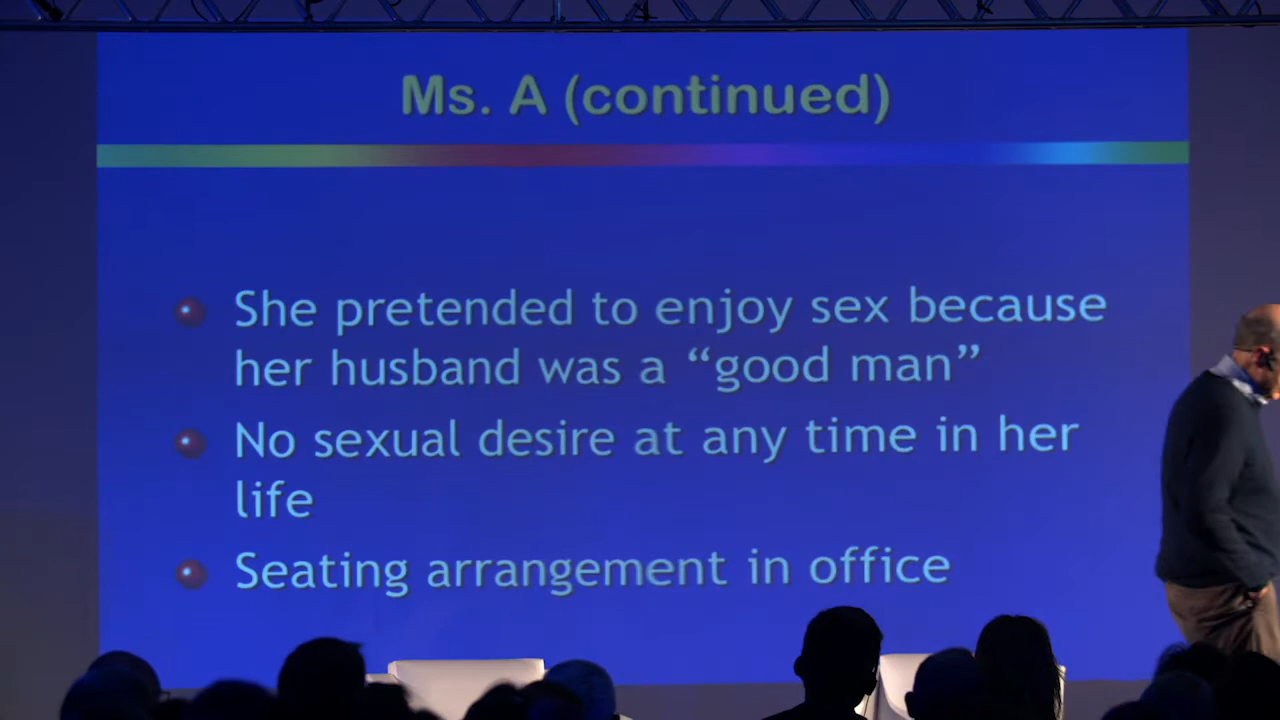 Ms. A (continued)
She pretended to enjoy sex because
her husband was a “good man”
No sexual desire at any time in her
life
Seating arrangement in office